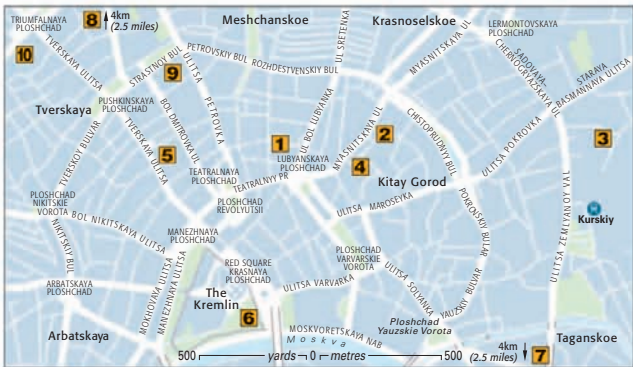 TRIUMFALNAYA
PLOSHCHAD
8
4km
(2.5 miles)
Meshchanskoe
Krasnoselskoe
LERMONTOVSKAYA
PLOSHCHAD
10
TVERSKAYA ULITSA
STRASTNOY BUL
9
ULITSA PETROVKA
PETROVSKIY BUL
ROZHDESTVENSKIY BUL
UL SRETENKA
MYASNITSKAYA UL
SADOVAYA-
CHERNOGRYAZSKAYA UL
STARAYA
BASMANNAYA ULITSA
Tverskaya
PUSHKINSKAYA
PLOSHCHAD
TVERSKOY BULVAR
TVERSKAYA ULITSA
BOL DMITROVKA UL
5
1
UL BOL LUBIANKA
MYASNITSKAYA UL
2
CHISTOPRUDNYY BUL
ULITSA POKROVKA
3
LUBYANSKAYA
PLOSHCHAD
4
TEATRALNAYA
PLOSHCHAD
TEATRALNYY PR
Kitay Gorod
PLOSHCHAD
NIKITSKIE
VOROTA
PLOSHCHAD
REVOLYUTSII
ULITSA MAROSEYKA
POKROVSKIY BULVAR
Kurskiy
BOL NIKITSKAYA ULITSA
NIKITSKIY BUL
MANEZHNAYA
PLOSHCHAD
PLOSHCHAD
VARVARSKIE
VOROTA
ULITSA ZEMLYANOY VAL
RED SQUARE
KRASNAYA
PLOSHCHAD
ARBATSKAYA
PLOSHCHAD
MOKHOVAYA ULITSA
MANEZHNAYA ULITSA
The
Kremlin
ULITSA VARVARKA
ULITSA SOLYANKA
YAUZSKIY BULVAR
6
Arbatskaya
MOSKVORETSKAYA NAB
Moskva
Ploshchad
Yauzskie Vorota
Taganskoe
500 yards 0 metres 500
4km
(2.5 miles)
7